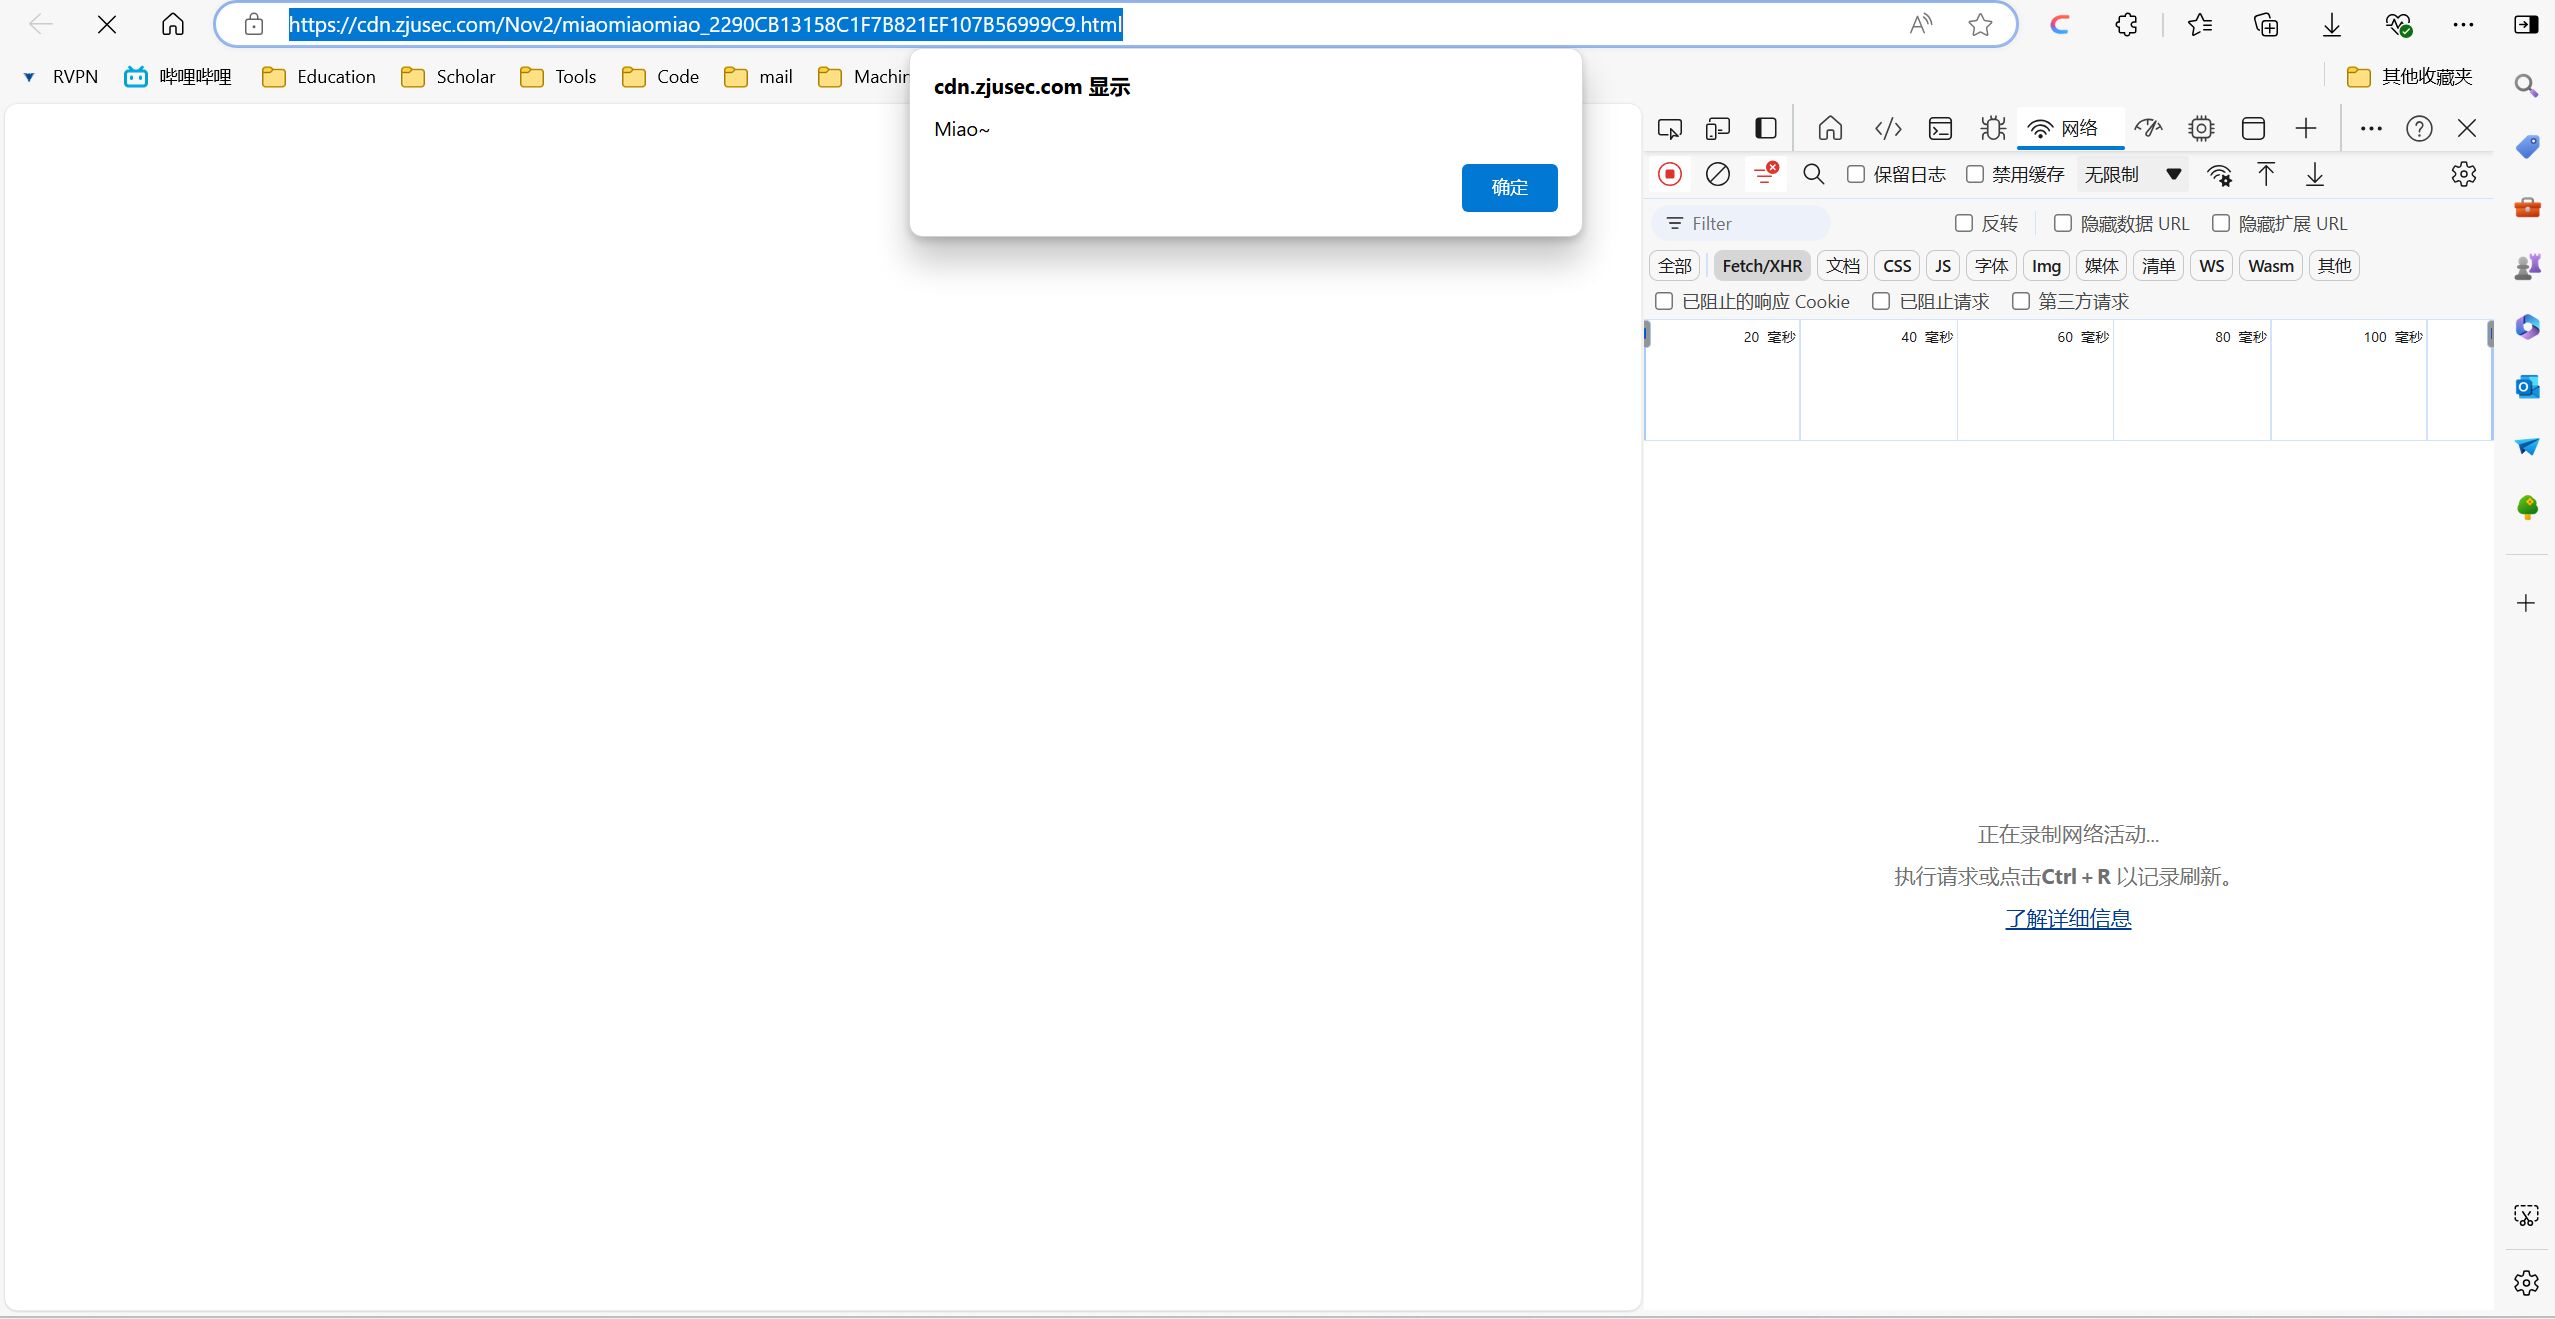 https://cdn.zjusec.com/Nov2/miaomiaomiao_2290CB13158C1F7B821EF107B56999C9.html
RVPN 哔哩哔哩 Education Scholar Tools Code mail Machin 其他收藏夹
cdn.zjusec.com 显示
Miao~
确定
网络
保留日志 禁用缓存 无限制
Filter 反转 隐藏数据 URL 隐藏扩展 URL
全部 Fetch/XHR 文档 CSS JS 字体 Img 媒体 清单 WS Wasm 其他
已阻止的响应 Cookie 已阻止请求 第三方请求
20 毫秒 40 毫秒 60 毫秒 80 毫秒 100 毫秒
正在录制网络活动...
执行请求或点击Ctrl + R 以记录刷新。
了解详细信息